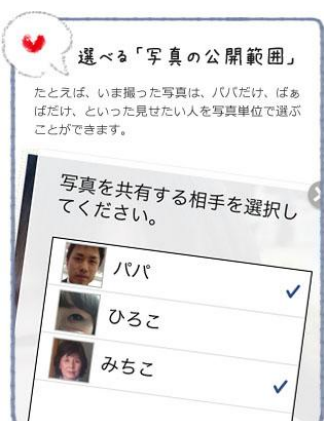 選べる「写真の公開範囲」
たとえば、いま撮った写真は、パパだけ、ばぁ
ばだけ、といった見せたい人を写真単位で選ぶ
ことができます。
写真を共有する相手を選択し
てください。
パパ
ひろこ
みちこ